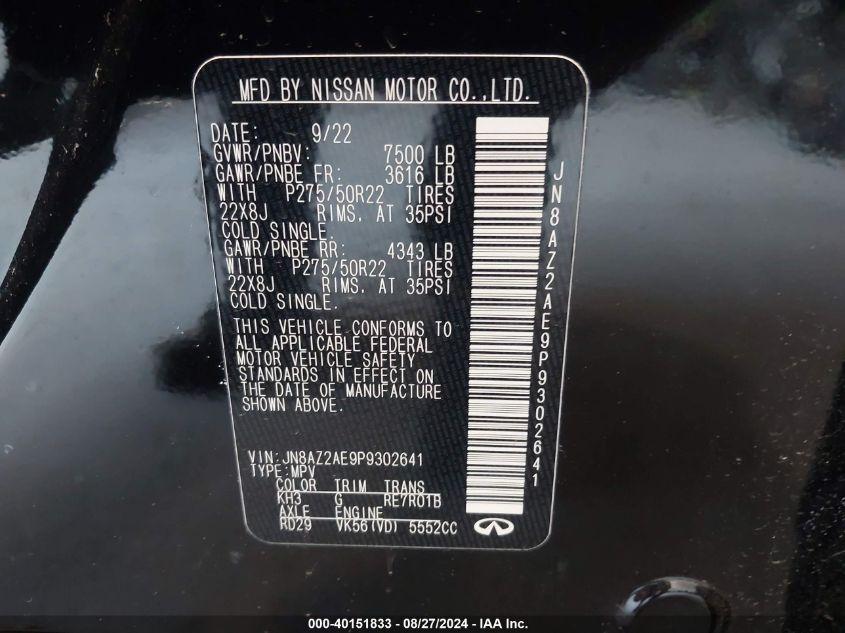 MFD BY NISSAN MOTOR CO.,LTD.
DATE: 9/22
GVWR/PNBV: 7500 LB
GAWR/PNBE FR: 3616 LB
WITH P275/50R22 TIRES
22X8J RIMS, AT 35PSI
COLD SINGLE.
GAWR/PNBE RR: 4343 LB
WITH P275/50R22 TIRES
22X8J RIMS, AT 35PSI
COLD SINGLE.
THIS VEHICLE CONFORMS TO
ALL APPLICABLE FEDERAL
MOTOR VEHICLE SAFETY
STANDARDS IN EFFECT ON
THE DATE OF MANUFACTURE
SHOWN ABOVE.
VIN:JN8AZ2AE9P9302641
TYPE:MPV
COLOR TRIM TRANS
KH3 G RE7R01B
AXLE ENGINE
RD29 VK56(VD) 5552CC
JN8AZ2AE9P9302641
000-40151833 - 08/27/2024 - IAA Inc.